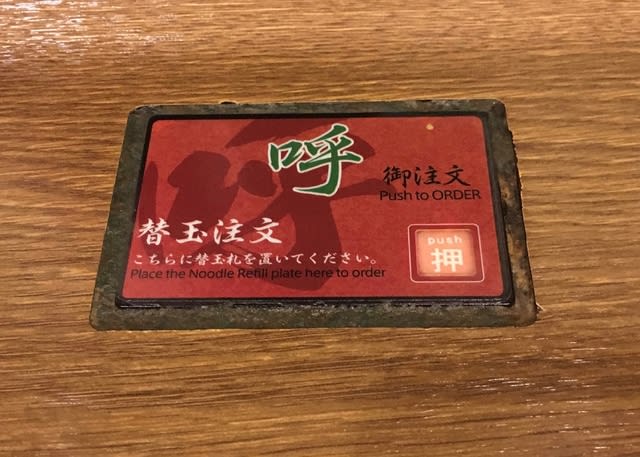 呼
御注文
Push to ORDER
替玉注文
こちらに替玉札を置いてください。
Place the Noodle Refill plate here to order
push
押